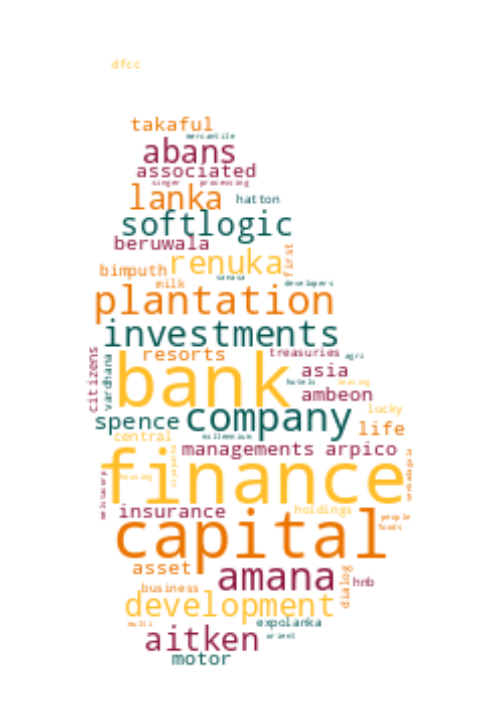 dfcc
takaful
mercantile
abans
associated
singer processing
lanka hatton
softlogic
beruwala
first
renuka
bimputh
sanasa
milk developers
plantation
investments
citizens
vardhana
resorts treasuries agri
bank
asia
hotels leasing
ambeon
lucky
spence company
life
central millennium
managements arpico
finance
housing
insurance holdings
people
foods
capital
asset
amana hnb
dialog
business
development
multi expolanka
orient
aitken
motor